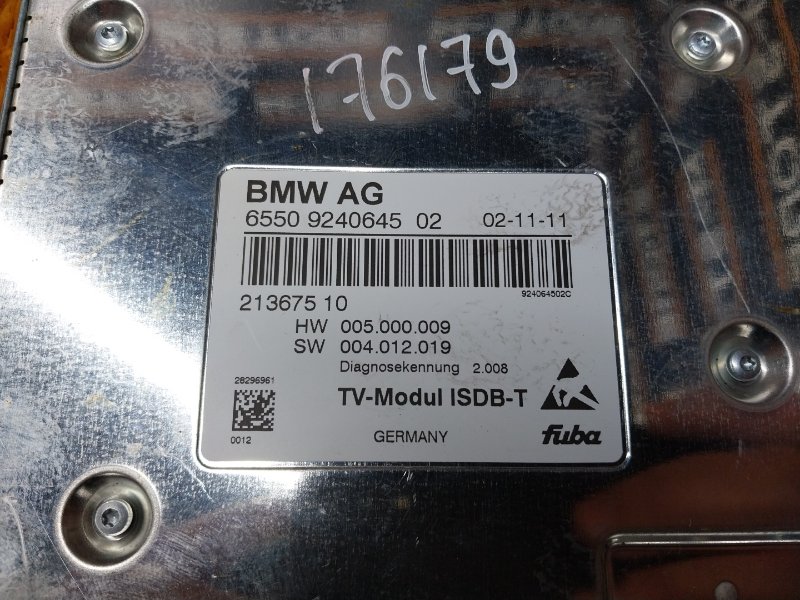 176179
BMW AG
6550 9240645 02 02-11-11
924064502C
213675 10
HW 005.000.009
SW 004.012.019
Diagnosekennung 2.008
28296961
TV-Modul ISDB-T
0012
GERMANY
fuba